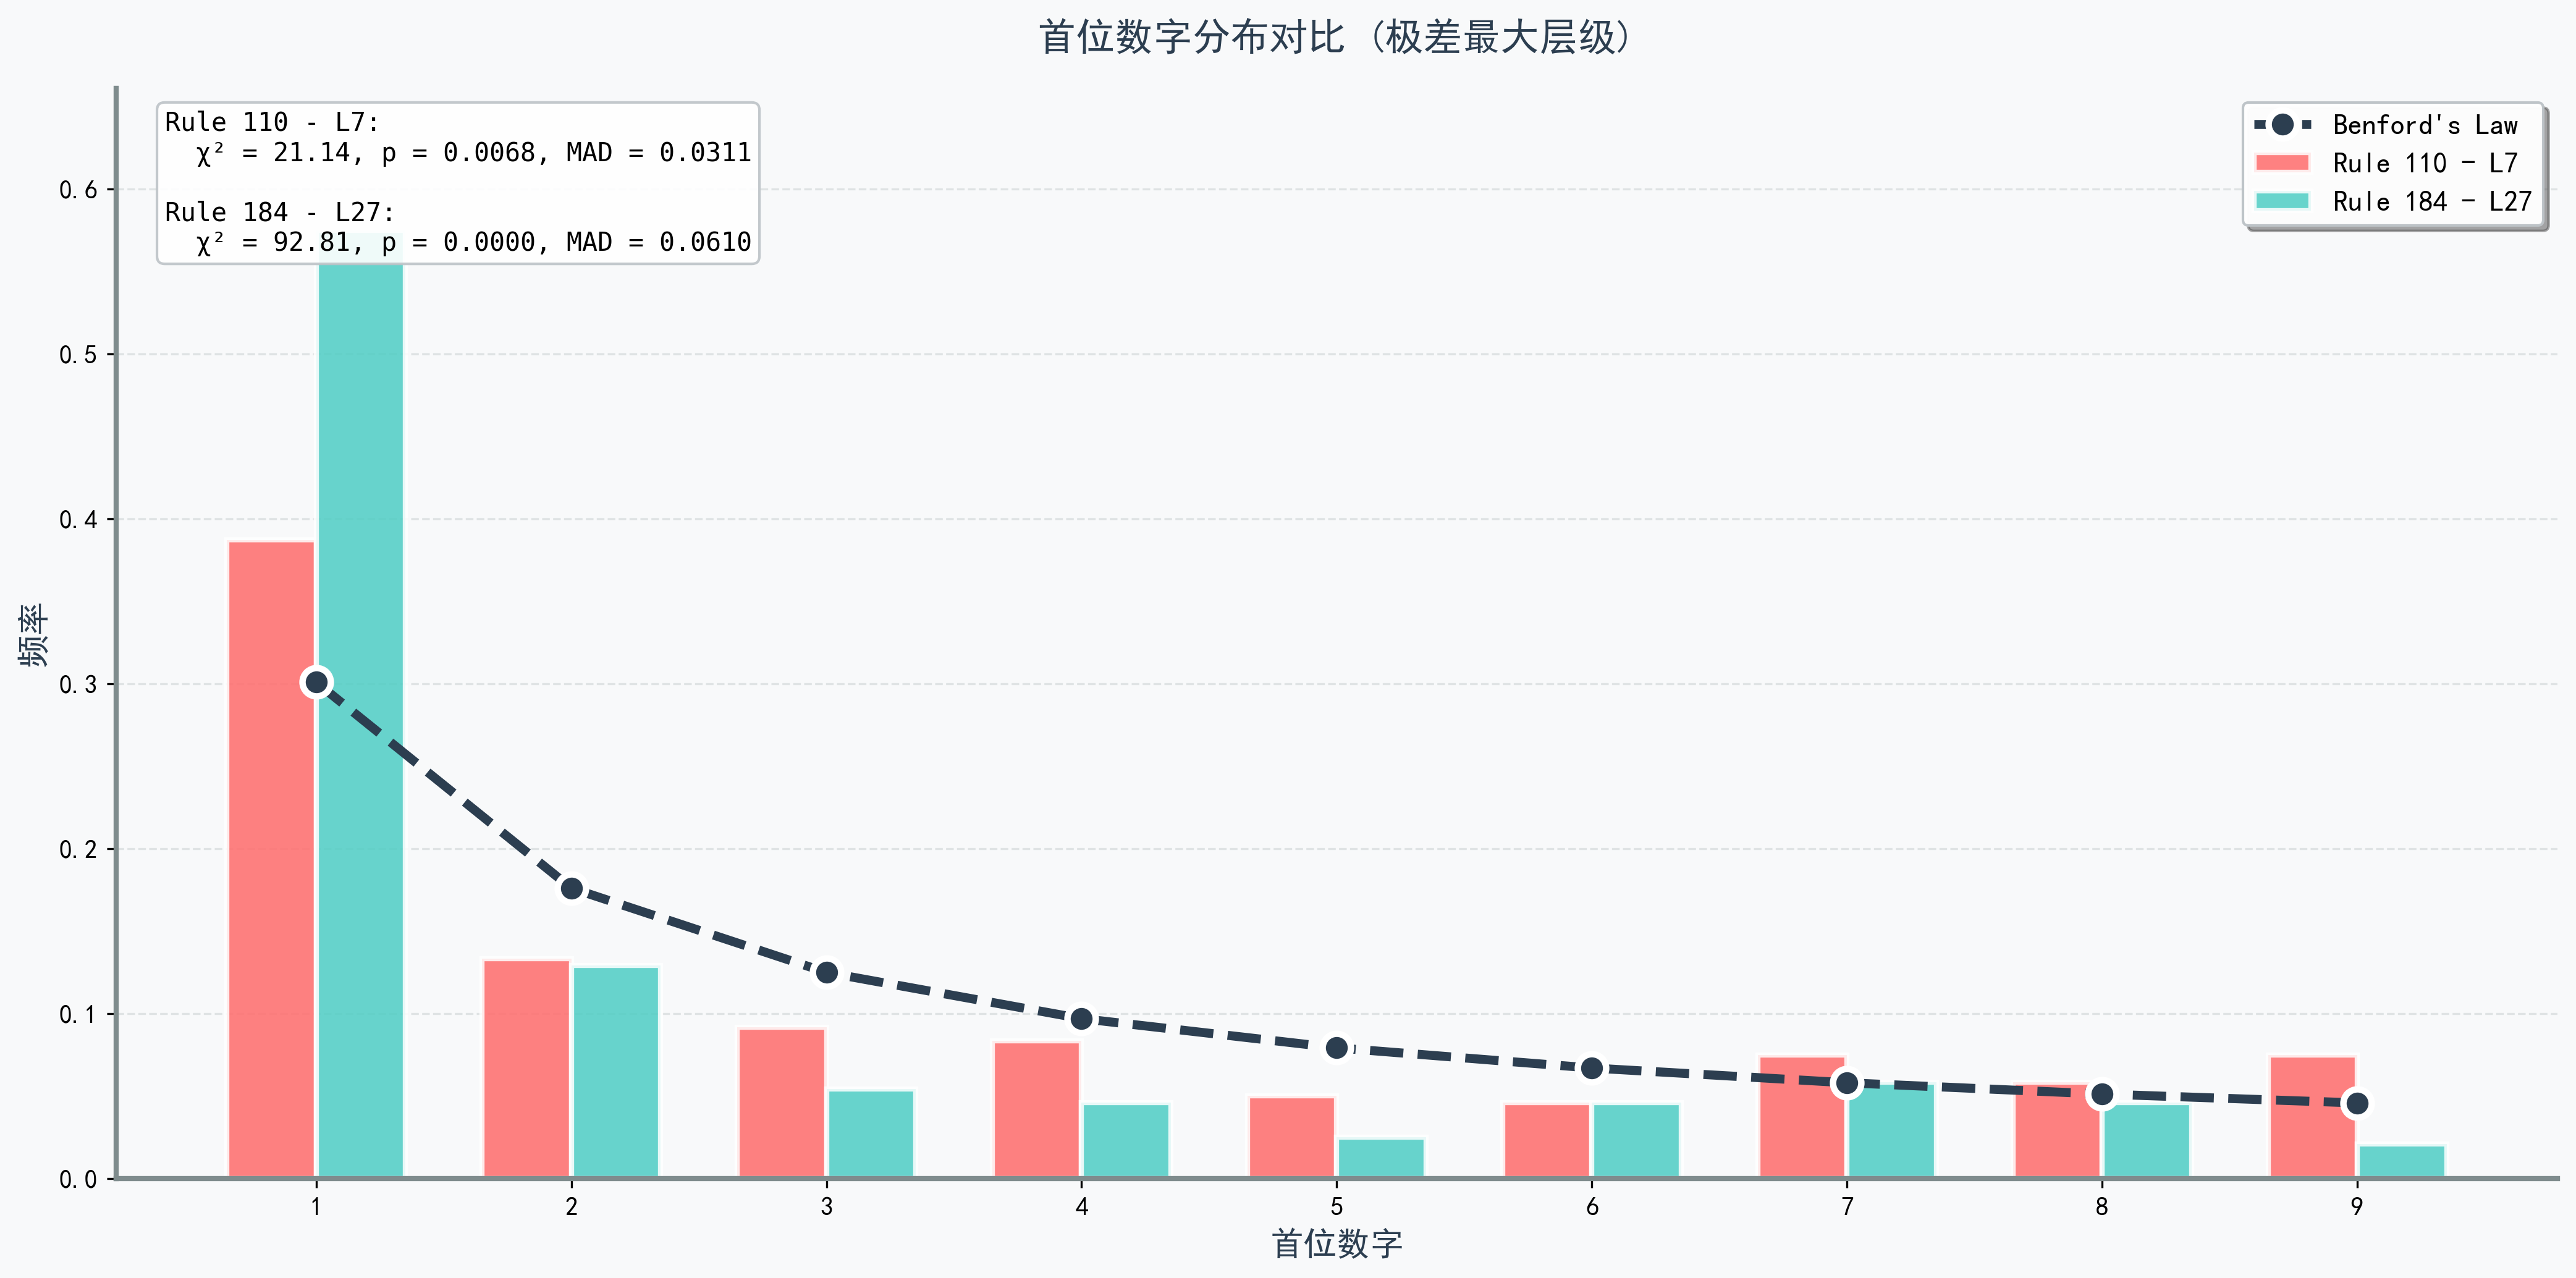 首位数字分布对比 (极差最大层级)
Rule 110 - L7:
χ² = 21.14, p = 0.0068, MAD = 0.0311
Rule 184 - L27:
χ² = 92.81, p = 0.0000, MAD = 0.0610
Benford's Law
Rule 110 - L7
Rule 184 - L27
频率
0.6
0.5
0.4
0.3
0.2
0.1
0.0
1 2 3 4 5 6 7 8 9
首位数字